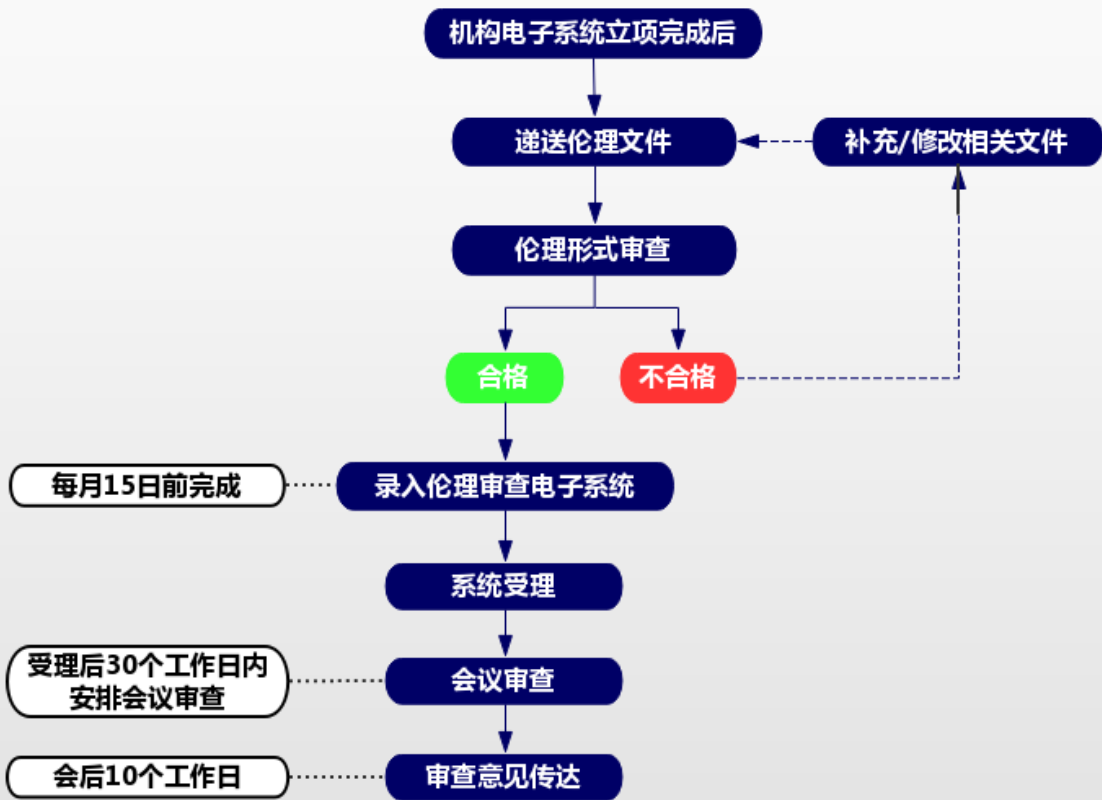 机构电子系统立项完成后
递送伦理文件
补充/修改相关文件
伦理形式审查
合格
不合格
每月15日前完成
录入伦理审查电子系统
系统受理
受理后30个工作日内
安排会议审查
会议审查
会后10个工作日
审查意见传达